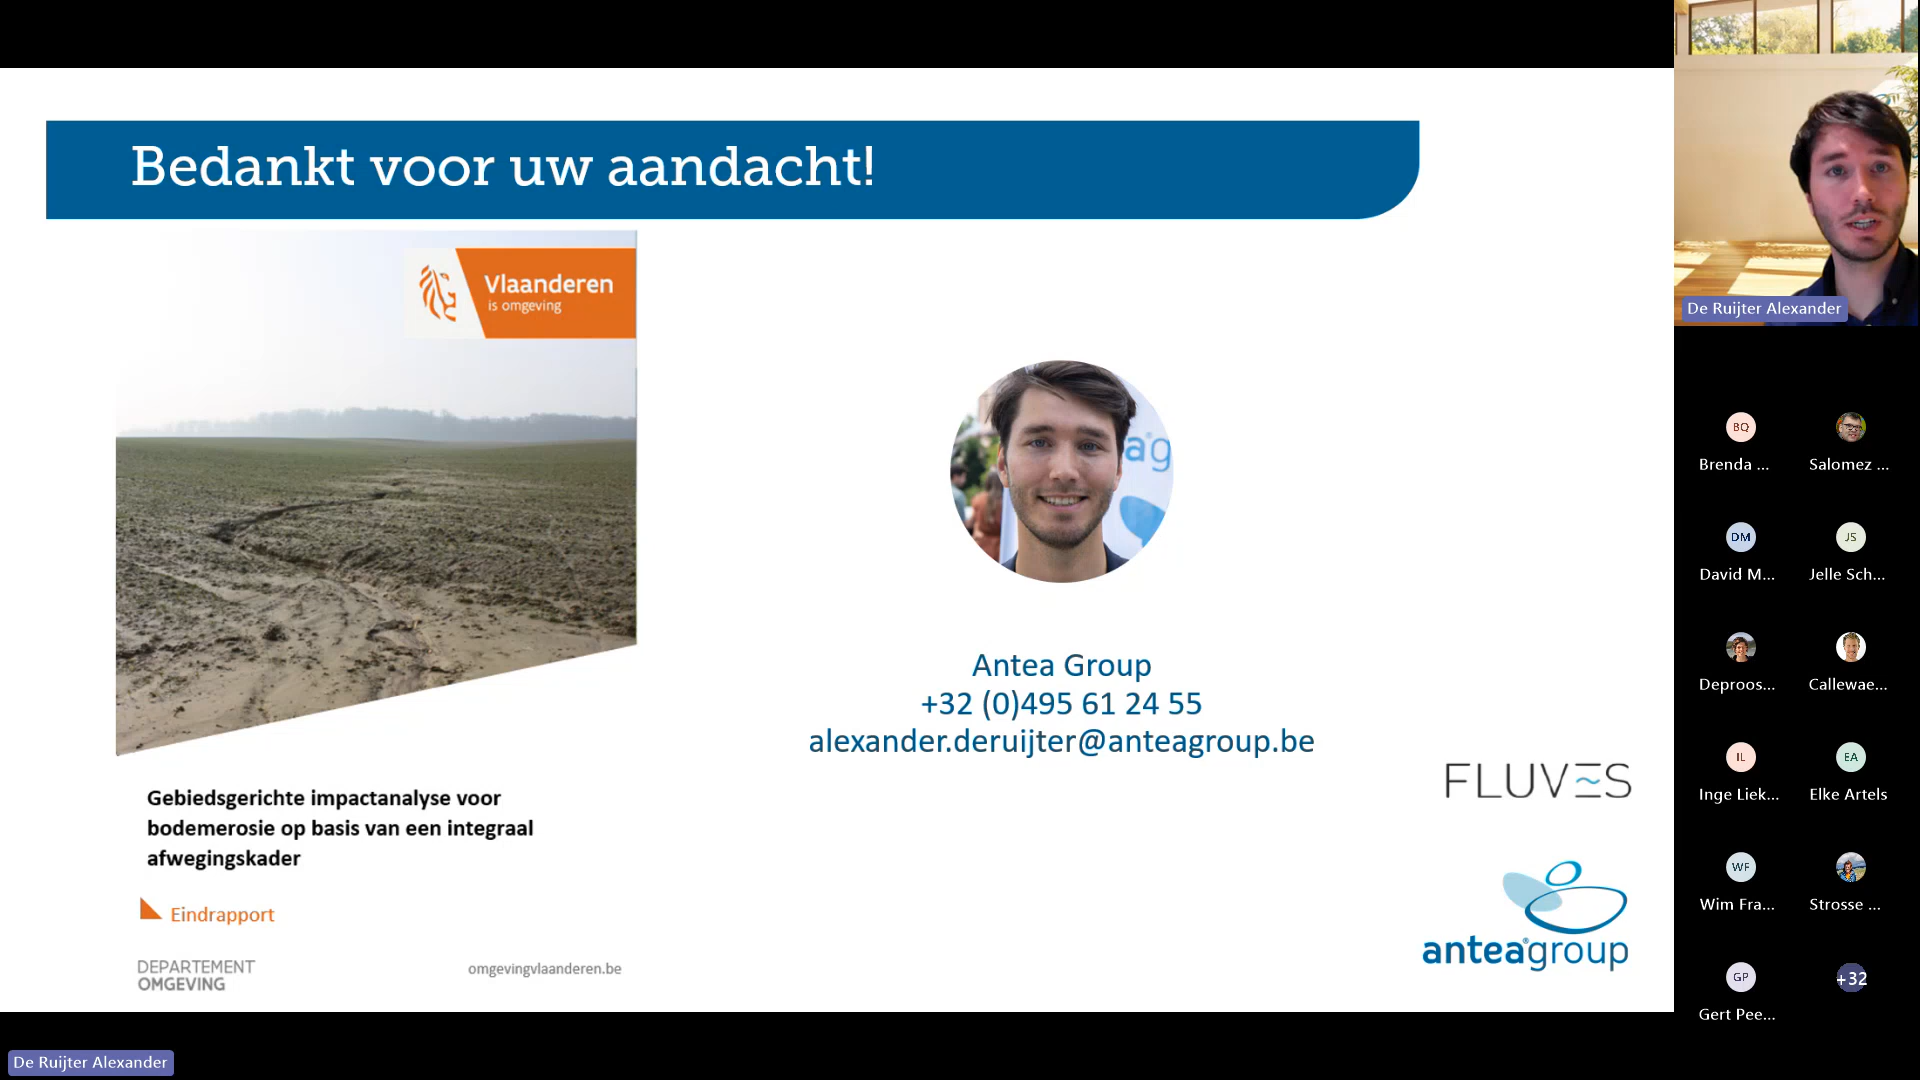 Bedankt voor uw aandacht!
Vlaanderen
is omgeving
Antea Group
+32 (0)495 61 24 55
alexander.deruijter@anteagroup.be
Gebiedsgerichte impactanalyse voor
bodemerosie op basis van een integraal
afwegingskader
Eindrapport
DEPARTEMENT
OMGEVING
omgevingvlaanderen.be
FLUVES
anteagroup
De Ruijter Alexander
BQ
Brenda ...
Salomez ...
DM
David M...
JS
Jelle Sch...
Deproos...
Callewae...
IL
Inge Liek...
EA
Elke Artels
WF
Wim Fra...
Strosse ...
GP
Gert Pee...
+32
De Ruijter Alexander